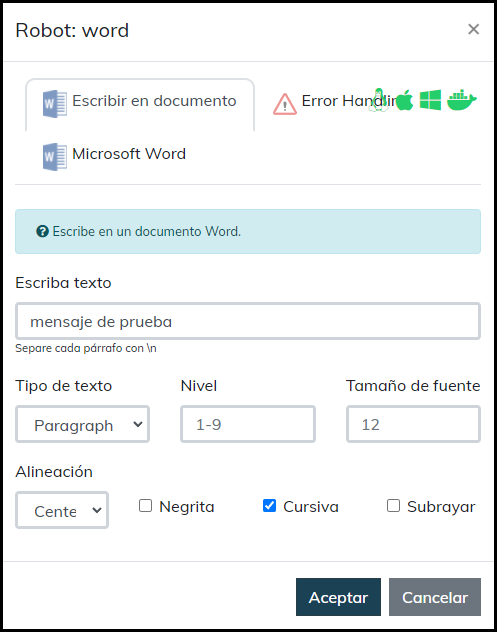 Robot: word ×
Escribir en documento Error Handlin
Microsoft Word
Escribe en un documento Word.
Escriba texto
mensaje de prueba
Separe cada párrafo con \n
Tipo de texto Nivel Tamaño de fuente
Paragraph 1-9 12
Alineación
Cente Negrita Cursiva Subrayar
Aceptar Cancelar